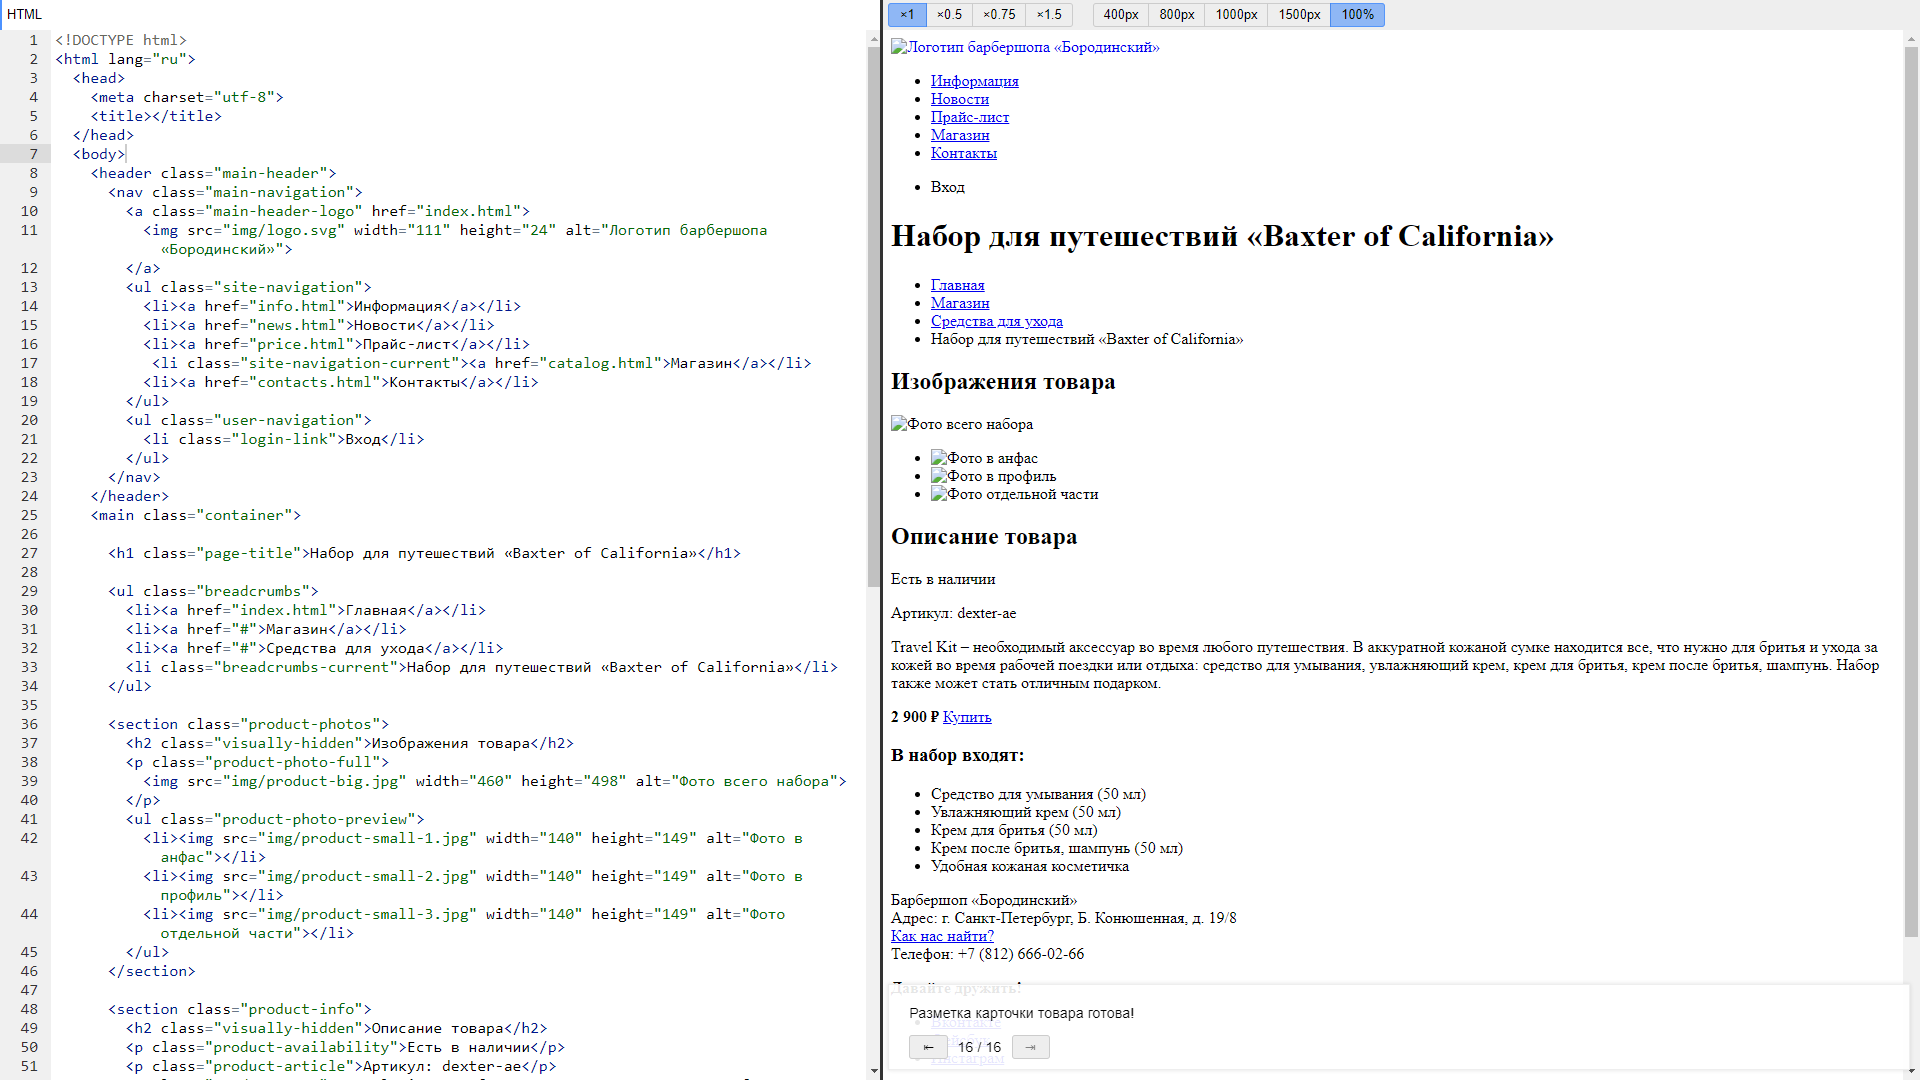 HTML
1 <!DOCTYPE html>
2 <html lang="ru">
3 <head>
4 <meta charset="utf-8">
5 <title></title>
6 </head>
7 <body>
8 <header class="main-header">
9 <nav class="main-navigation">
10 <a class="main-header-logo" href="index.html">
11 <img src="img/logo.svg" width="111" height="24" alt="Логотип барбершопа
«Бородинский»">
12 </a>
13 <ul class="site-navigation">
14 <li><a href="info.html">Информация</a></li>
15 <li><a href="news.html">Новости</a></li>
16 <li><a href="price.html">Прайс-лист</a></li>
17 <li class="site-navigation-current"><a href="catalog.html">Магазин</a></li>
18 <li><a href="contacts.html">Контакты</a></li>
19 </ul>
20 <ul class="user-navigation">
21 <li class="login-link">Вход</li>
22 </ul>
23 </nav>
24 </header>
25 <main class="container">
26
27 <h1 class="page-title">Набор для путешествий «Baxter of California»</h1>
28
29 <ul class="breadcrumbs">
30 <li><a href="index.html">Главная</a></li>
31 <li><a href="#">Магазин</a></li>
32 <li><a href="#">Средства для ухода</a></li>
33 <li class="breadcrumbs-current">Набор для путешествий «Baxter of California»</li>
34 </ul>
35
36 <section class="product-photos">
37 <h2 class="visually-hidden">Изображения товара</h2>
38 <p class="product-photo-full">
39 <img src="img/product-big.jpg" width="460" height="498" alt="Фото всего набора">
40 </p>
41 <ul class="product-photo-preview">
42 <li><img src="img/product-small-1.jpg" width="140" height="149" alt="Фото в
анфас"></li>
43 <li><img src="img/product-small-2.jpg" width="140" height="149" alt="Фото в
профиль"></li>
44 <li><img src="img/product-small-3.jpg" width="140" height="149" alt="Фото
отдельной части"></li>
45 </ul>
46 </section>
47
48 <section class="product-info">
49 <h2 class="visually-hidden">Описание товара</h2>
50 <p class="product-availability">Есть в наличии</p>
51 <p class="product-article">Артикул: dexter-ae</p>
×1 ×0.5 ×0.75 ×1.5 400px 800px 1000px 1500px 100%
Логотип барбершопа «Бородинский»
Информация
Новости
Прайс-лист
Магазин
Контакты
Вход
Набор для путешествий «Baxter of California»
Главная
Магазин
Средства для ухода
Набор для путешествий «Baxter of California»
Изображения товара
Фото всего набора
Фото в анфас
Фото в профиль
Фото отдельной части
Описание товара
Есть в наличии
Артикул: dexter-ae
Travel Kit – необходимый аксессуар во время любого путешествия. В аккуратной кожаной сумке находится все, что нужно для бритья и ухода за
кожей во время рабочей поездки или отдыха: средство для умывания, увлажняющий крем, крем для бритья, крем после бритья, шампунь. Набор
также может стать отличным подарком.
2 900 ₽ Купить
В набор входят:
Средство для умывания (50 мл)
Увлажняющий крем (50 мл)
Крем для бритья (50 мл)
Крем после бритья, шампунь (50 мл)
Удобная кожаная косметичка
Барбершоп «Бородинский»
Адрес: г. Санкт-Петербург, Б. Конюшенная, д. 19/8
Как нас найти?
Телефон: +7 (812) 666-02-66
Давайте дружить!
Разметка карточки товара готова!
Вконтакте
← 16 / 16 →
Инстаграм